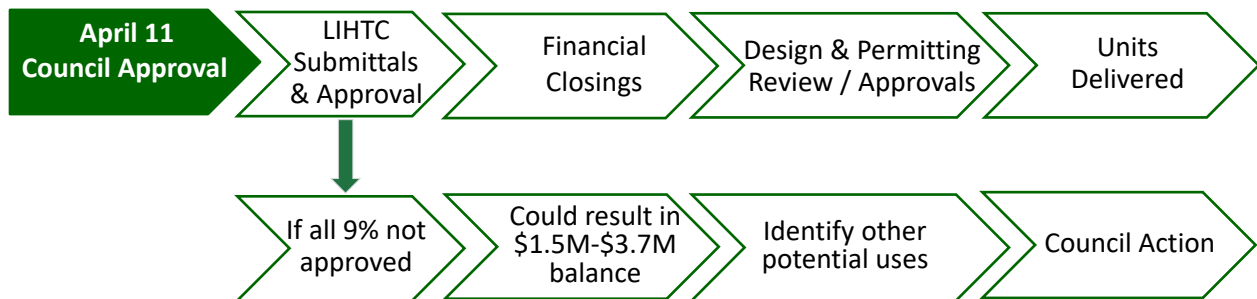 April 11
Council Approval
LIHTC
Submittals
& Approval
Financial
Closings
Design & Permitting
Review / Approvals
Units
Delivered
If all 9% not
approved
Could result in
$1.5M-$3.7M
balance
Identify other
potential uses
Council Action